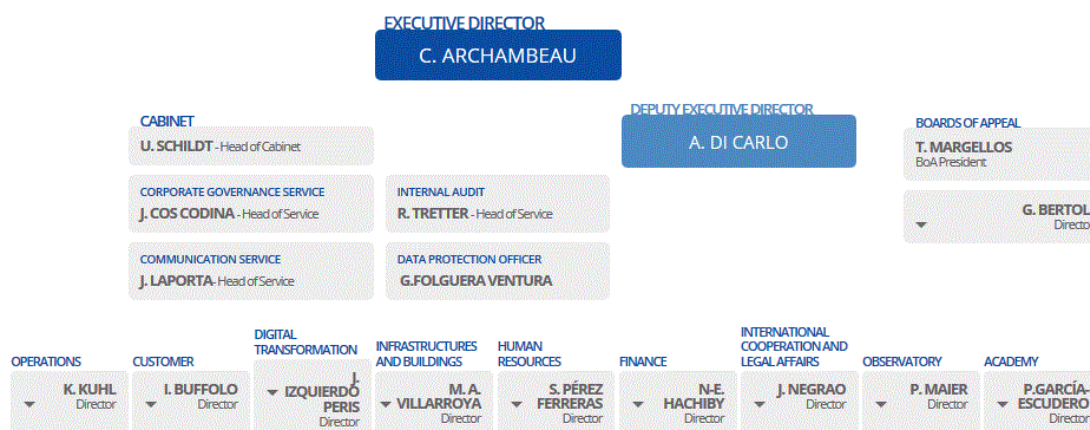 EXECUTIVE DIRECTOR
C. ARCHAMBEAU
DEPUTY EXECUTIVE DIRECTOR
A. DI CARLO
CABINET
U. SCHILDT - Head of Cabinet
BOARDS OF APPEAL
T. MARGELLOS
BoA President
CORPORATE GOVERNANCE SERVICE
J. COS CODINA - Head of Service
INTERNAL AUDIT
R. TRETTER - Head of Service
G. BERTOL
Directo
COMMUNICATION SERVICE
J. LAPORTA- Head of Service
DATA PROTECTION OFFICER
G.FOLGUERA VENTURA
OPERATIONS
K. KUHL
Director
CUSTOMER
I. BUFFOLO
Director
DIGITAL
TRANSFORMATION
J.
IZQUIERDO
PERIS
Director
INFRASTRUCTURES
AND BUILDINGS
M. A.
VILLARROYA
Director
HUMAN
RESOURCES
S. PÉREZ
FERRERAS
Director
FINANCE
N-E.
HACHIBY
Director
INTERNATIONAL
COOPERATION AND
LEGAL AFFAIRS
J. NEGRAO
Director
OBSERVATORY
P. MAIER
Director
ACADEMY
P.GARCÍA-
ESCUDERO
Director